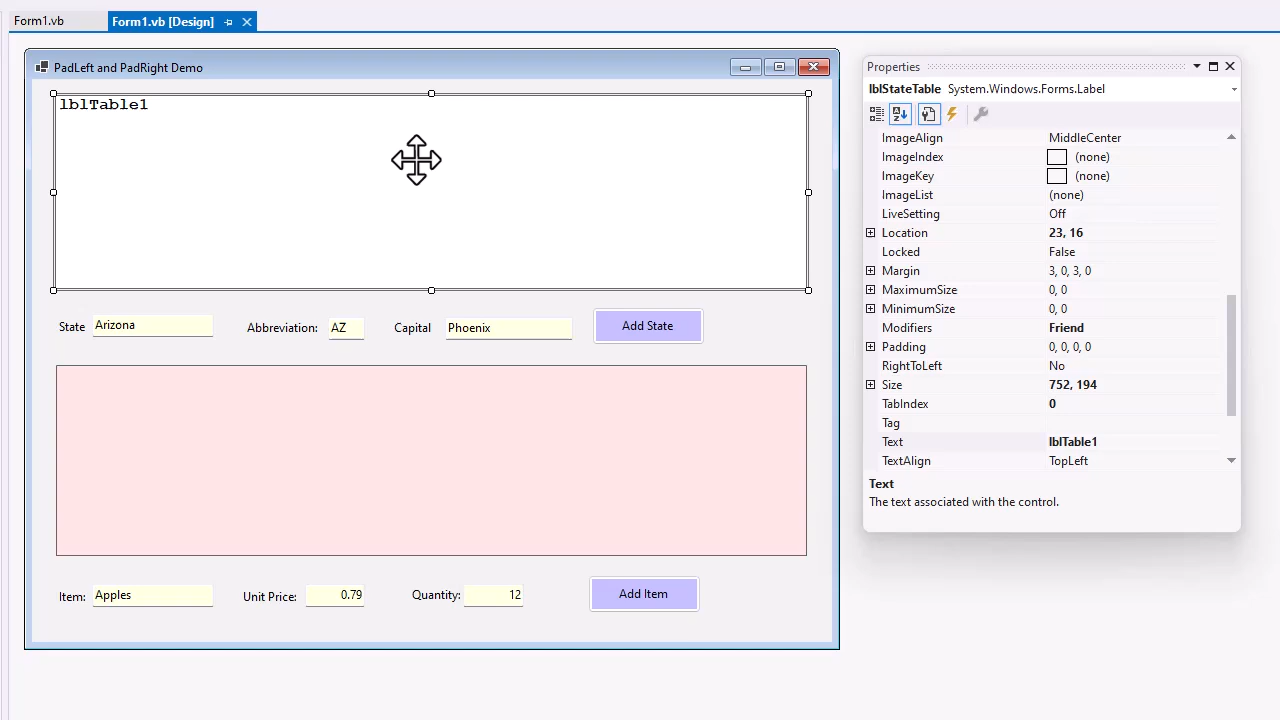 Form1.vb
Form1.vb [Design]
PadLeft and PadRight Demo
lblTable1
State
Arizona
Abbreviation:
AZ
Capital
Phoenix
Add State
Item:
Apples
Unit Price:
0.79
Quantity:
12
Add Item
Properties
lblStateTable System.Windows.Forms.Label
ImageAlign MiddleCenter
ImageIndex (none)
ImageKey (none)
ImageList (none)
LiveSetting Off
Location 23, 16
Locked False
Margin 3, 0, 3, 0
MaximumSize 0, 0
MinimumSize 0, 0
Modifiers Friend
Padding 0, 0, 0, 0
RightToLeft No
Size 752, 194
TabIndex 0
Tag
Text lblTable1
TextAlign TopLeft
Text
The text associated with the control.